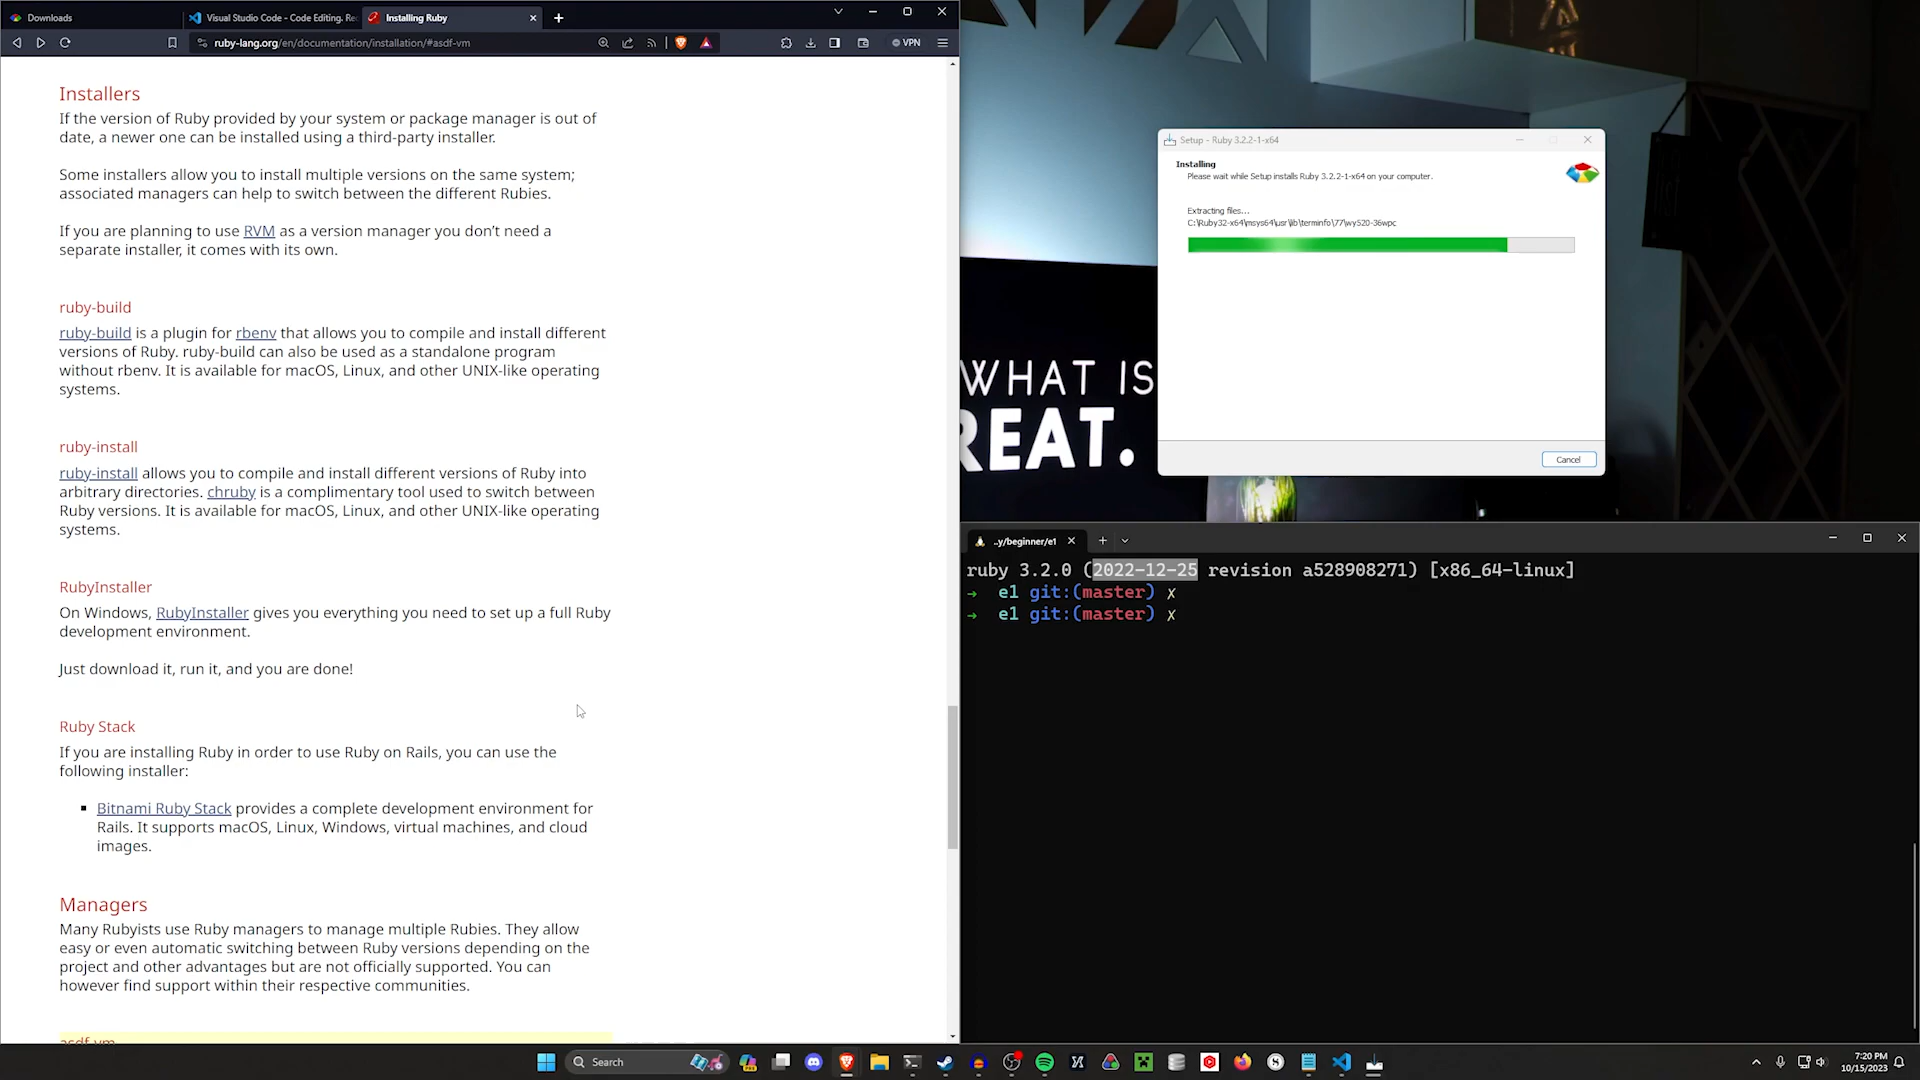 Downloads
Visual Studio Code - Code Editing. Re
Installing Ruby
ruby-lang.org/en/documentation/installation/#asdf-vm
VPN
Installers
If the version of Ruby provided by your system or package manager is out of
date, a newer one can be installed using a third-party installer.
Some installers allow you to install multiple versions on the same system;
associated managers can help to switch between the different Rubies.
If you are planning to use RVM as a version manager you don’t need a
separate installer, it comes with its own.
ruby-build
ruby-build is a plugin for rbenv that allows you to compile and install different
versions of Ruby. ruby-build can also be used as a standalone program
without rbenv. It is available for macOS, Linux, and other UNIX-like operating
systems.
ruby-install
ruby-install allows you to compile and install different versions of Ruby into
arbitrary directories. chruby is a complimentary tool used to switch between
Ruby versions. It is available for macOS, Linux, and other UNIX-like operating
systems.
RubyInstaller
On Windows, RubyInstaller gives you everything you need to set up a full Ruby
development environment.
Just download it, run it, and you are done!
Ruby Stack
If you are installing Ruby in order to use Ruby on Rails, you can use the
following installer:
Bitnami Ruby Stack provides a complete development environment for
Rails. It supports macOS, Linux, Windows, virtual machines, and cloud
images.
Managers
Many Rubyists use Ruby managers to manage multiple Rubies. They allow
easy or even automatic switching between Ruby versions depending on the
project and other advantages but are not officially supported. You can
however find support within their respective communities.
asdf-vm
Setup - Ruby 3.2.2-1-x64
Installing
Please wait while Setup installs Ruby 3.2.2-1-x64 on your computer.
Extracting files...
C:\Ruby32-x64\msys64\usr\lib\terminfo\77\wy520-36wpc
Cancel
WHAT IS
REAT.
..y/beginner/e1
ruby 3.2.0 (2022-12-25 revision a528908271) [x86_64-linux]
→ e1 git:(master) ✗
→ e1 git:(master) ✗
Search
7:20 PM
10/15/2023